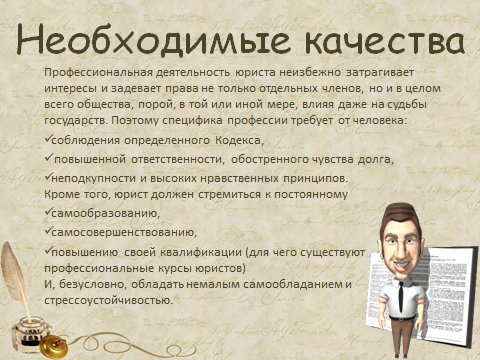 Необходимые качества
Профессиональная деятельность юриста неизбежно затрагивает
интересы и задевает права не только отдельных членов, но и в целом
всего общества, порой, в той или иной мере, влияя даже на судьбы
государств. Поэтому специфика профессии требует от человека:
✓соблюдения определенного Кодекса,
✓повышенной ответственности, обостренного чувства долга,
✓неподкупности и высоких нравственных принципов.
Кроме того, юрист должен стремиться к постоянному
✓самообразованию,
✓самосовершенствованию,
✓повышению своей квалификации (для чего существуют
профессиональные курсы юристов)
И, безусловно, обладать немалым самообладанием и
стрессоустойчивостью.